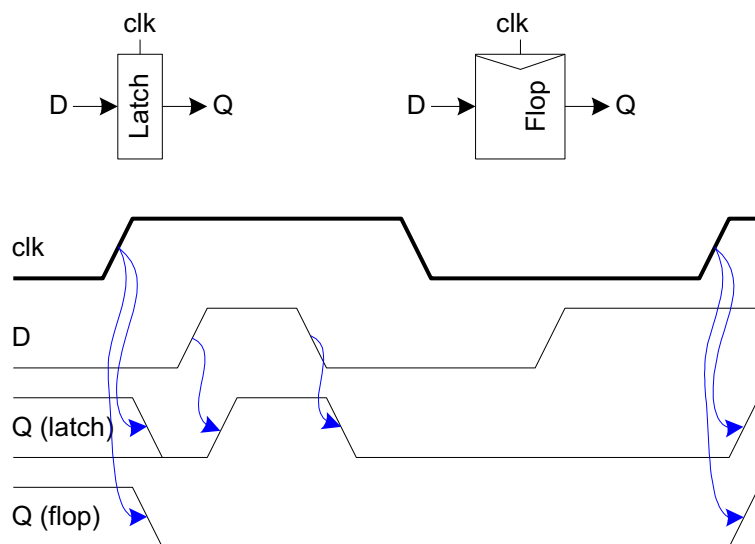 clk
clk
D
Latch
Q
D
Flop
Q
clk
D
Q (latch)
Q (flop)